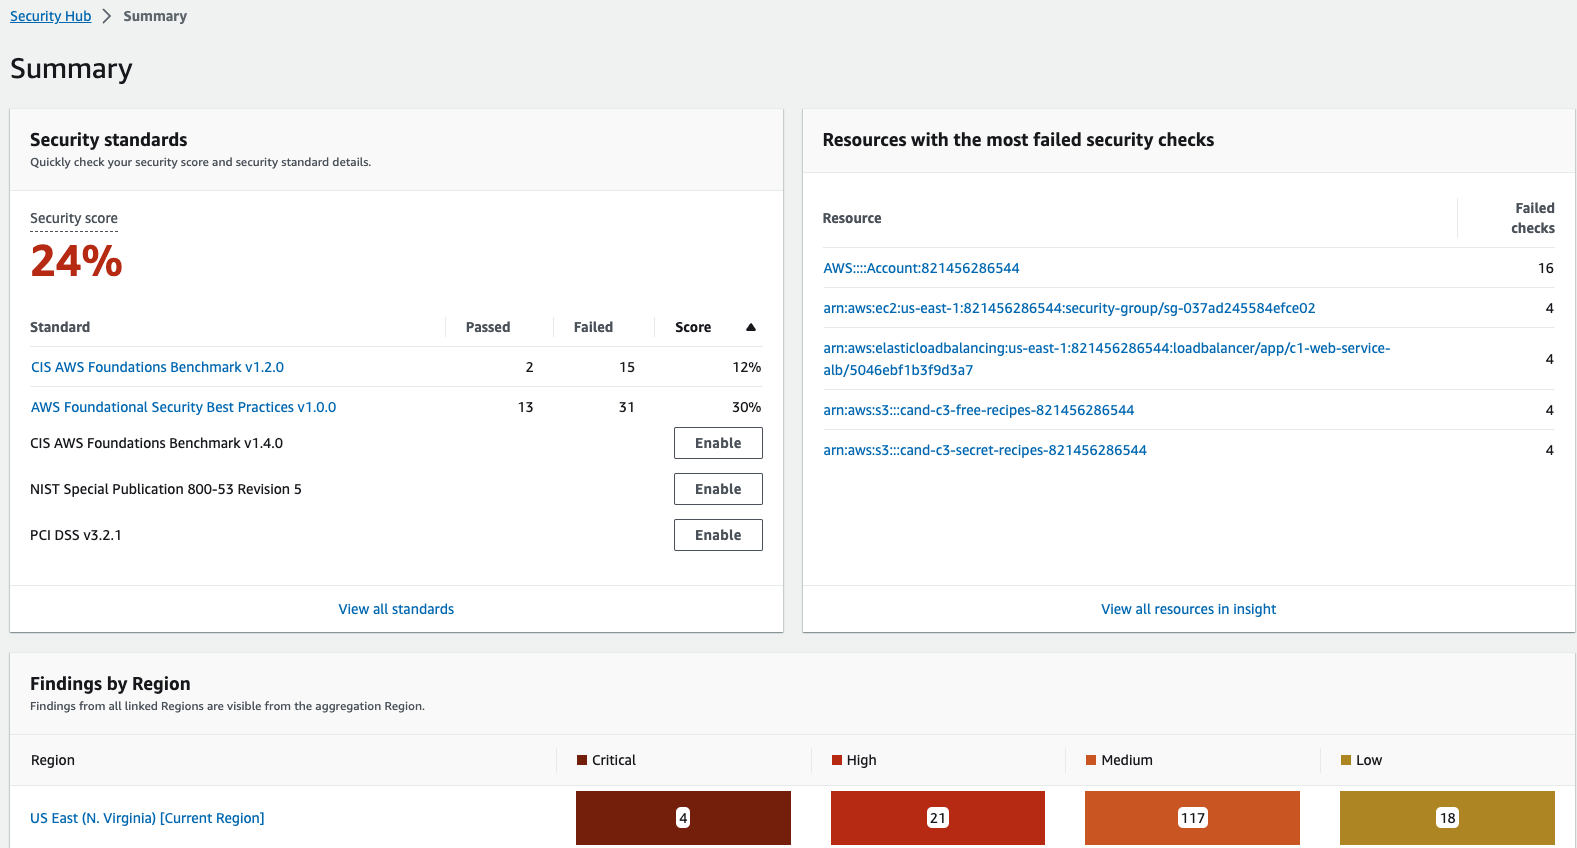 Security Hub > Summary
Summary
Security standards
Quickly check your security score and security standard details.
Security score
24%
Standard Passed Failed Score ▲
CIS AWS Foundations Benchmark v1.2.0 2 15 12%
AWS Foundational Security Best Practices v1.0.0 13 31 30%
CIS AWS Foundations Benchmark v1.4.0 Enable
NIST Special Publication 800-53 Revision 5 Enable
PCI DSS v3.2.1 Enable
View all standards
Resources with the most failed security checks
Resource Failed
checks
AWS::::Account:821456286544 16
arn:aws:ec2:us-east-1:821456286544:security-group/sg-037ad245584efce02 4
arn:aws:elasticloadbalancing:us-east-1:821456286544:loadbalancer/app/c1-web-service-
alb/5046ebf1b3f9d3a7 4
arn:aws:s3:::cand-c3-free-recipes-821456286544 4
arn:aws:s3:::cand-c3-secret-recipes-821456286544 4
View all resources in insight
Findings by Region
Findings from all linked Regions are visible from the aggregation Region.
Region Critical High Medium Low
US East (N. Virginia) [Current Region] 4 21 117 18